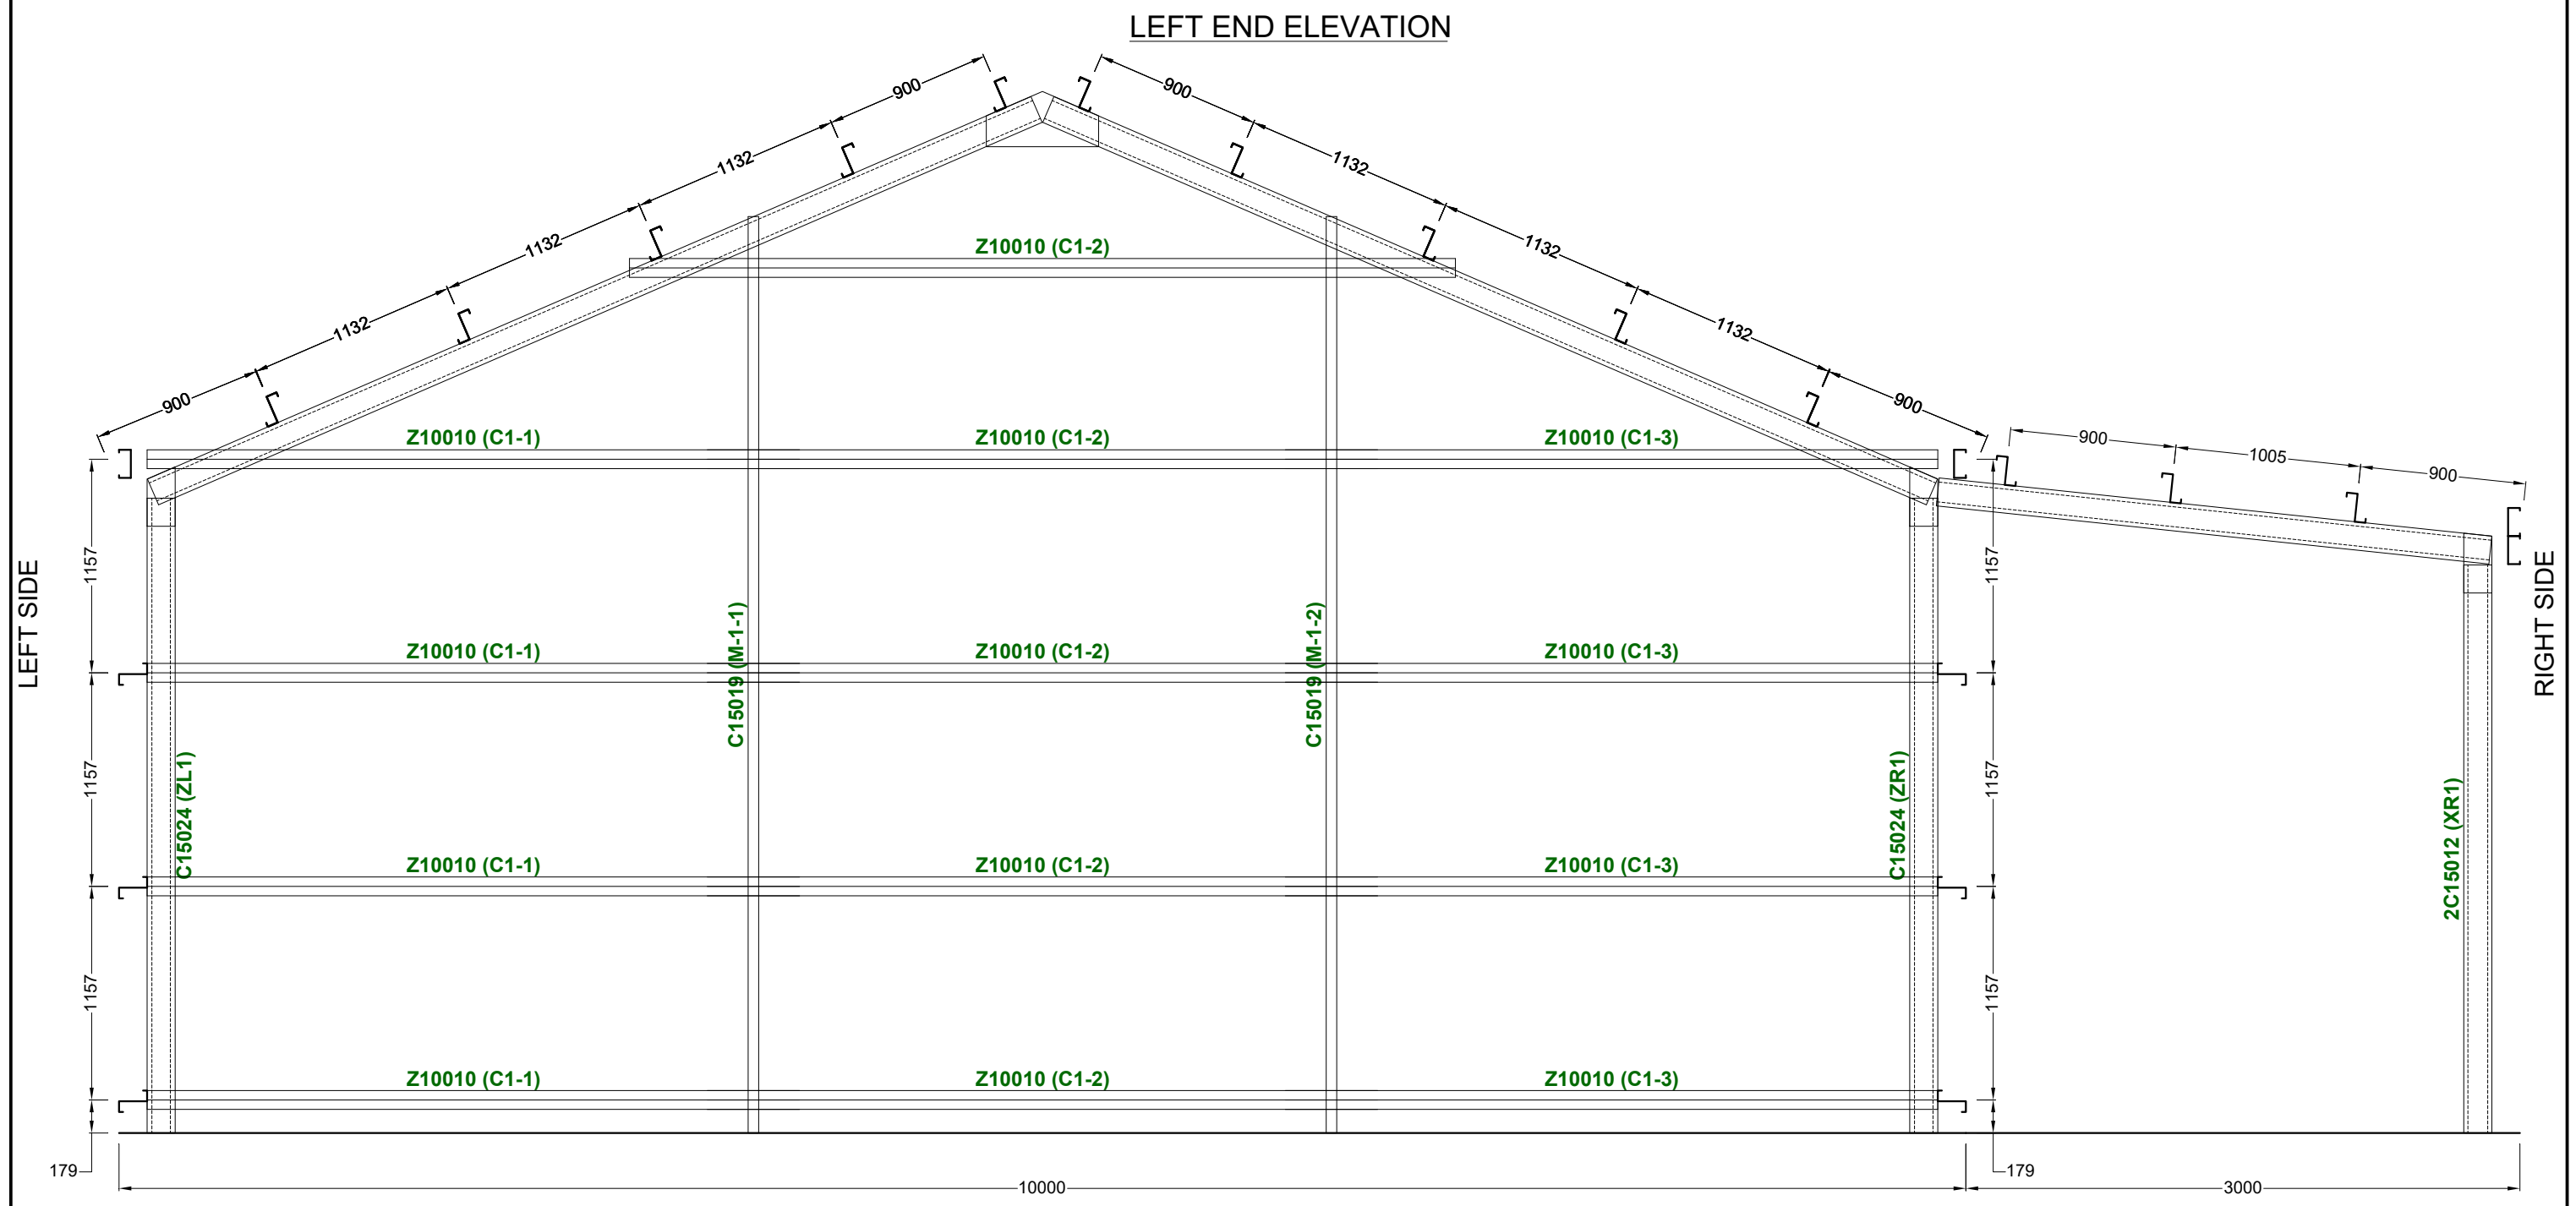 LEFT END ELEVATION
900
900
1132
1132
1132
1132
1132
1132
900
900
Z10010 (C1-2)
Z10010 (C1-1)
Z10010 (C1-2)
Z10010 (C1-3)
900
1005
900
1157
1157
LEFT SIDE
RIGHT SIDE
Z10010 (C1-1)
C15019 (M-1-1)
Z10010 (C1-2)
C15019 (M-1-2)
Z10010 (C1-3)
1157
1157
C15024 (ZL1)
C15024 (ZR1)
2C15012 (XR1)
Z10010 (C1-1)
Z10010 (C1-2)
Z10010 (C1-3)
1157
1157
Z10010 (C1-1)
Z10010 (C1-2)
Z10010 (C1-3)
179
179
10000
3000